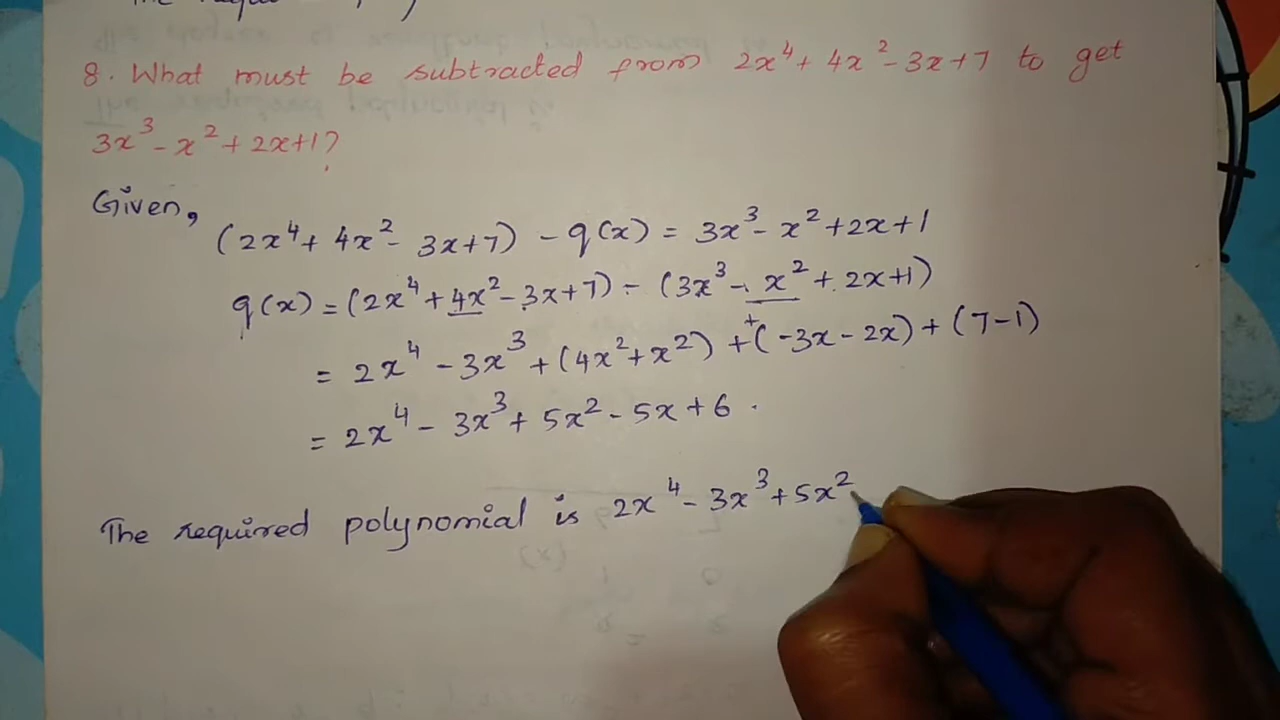 8. What must be subtracted from 2x⁴ + 4x² - 3x + 7 to get
3x³ - x² + 2x + 1?
Given,
(2x⁴ + 4x² - 3x + 7) - q(x) = 3x³ - x² + 2x + 1
q(x) = (2x⁴ + 4x² - 3x + 7) - (3x³ - x² + 2x + 1)
+
= 2x⁴ - 3x³ + (4x² + x²) + (-3x - 2x) + (7 - 1)
= 2x⁴ - 3x³ + 5x² - 5x + 6 .
The required polynomial is 2x⁴ - 3x³ + 5x²